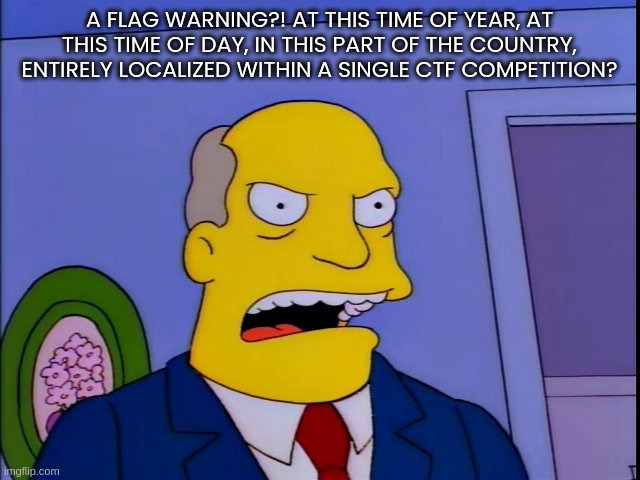 A FLAG WARNING?! AT THIS TIME OF YEAR, AT
THIS TIME OF DAY, IN THIS PART OF THE COUNTRY,
ENTIRELY LOCALIZED WITHIN A SINGLE CTF COMPETITION?
imgflip.com